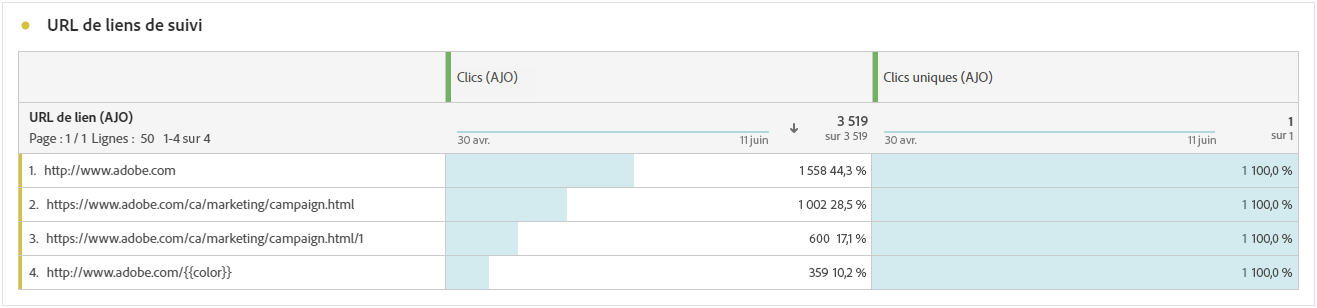 URL de liens de suivi
Clics (AJO) Clics uniques (AJO)
URL de lien (AJO)
Page : 1 / 1 Lignes : 50 1-4 sur 4
30 avr. 11 juin 3 519
sur 3 519
30 avr. 11 juin 1
sur 1
1. http://www.adobe.com 1 558 44,3 % 1 100,0 %
2. https://www.adobe.com/ca/marketing/campaign.html 1 002 28,5 % 1 100,0 %
3. https://www.adobe.com/ca/marketing/campaign.html/1 600 17,1 % 1 100,0 %
4. http://www.adobe.com/{{color}} 359 10,2 % 1 100,0 %